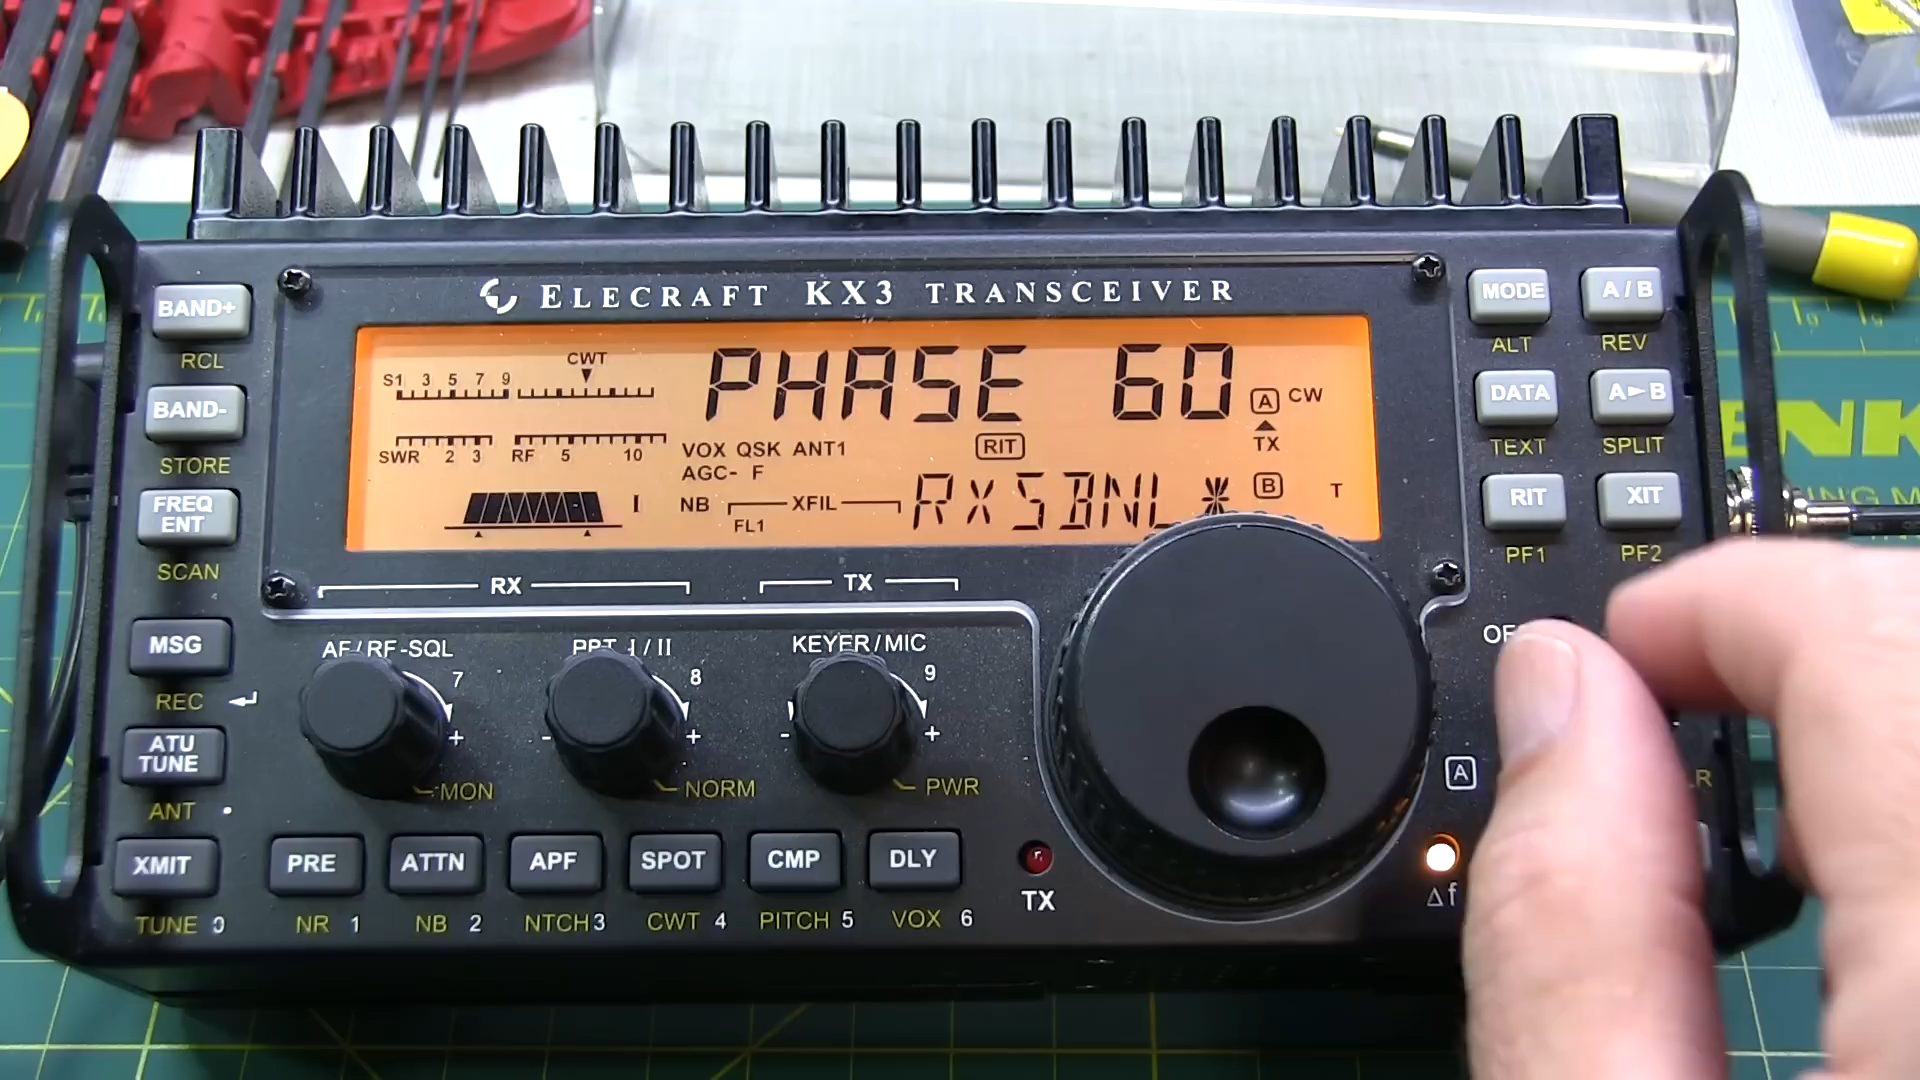 ELECRAFT KX3 TRANSCEIVER
BAND+
RCL
BAND-
STORE
FREQ
ENT
SCAN
MSG
REC
ATU
TUNE
ANT
XMIT
TUNE 0
CWT
S1 3 5 7 9
PHASE 60
A CW
TX
SWR 2 3 RF 5 10
VOX QSK ANT1
RIT
AGC- F
I NB XFIL
FL1
RXSBNL *
B T
RX
TX
AF/RF-SQL
7
+
MON
PBT I/II
8
- +
NORM
KEYER/MIC
9
- +
PWR
PRE
NR 1
ATTN
NB 2
APF
NTCH 3
SPOT
CWT 4
CMP
PITCH 5
DLY
VOX 6
TX
MODE
ALT
A/B
REV
DATA
TEXT
A►B
SPLIT
RIT
PF1
XIT
PF2
A
Δf